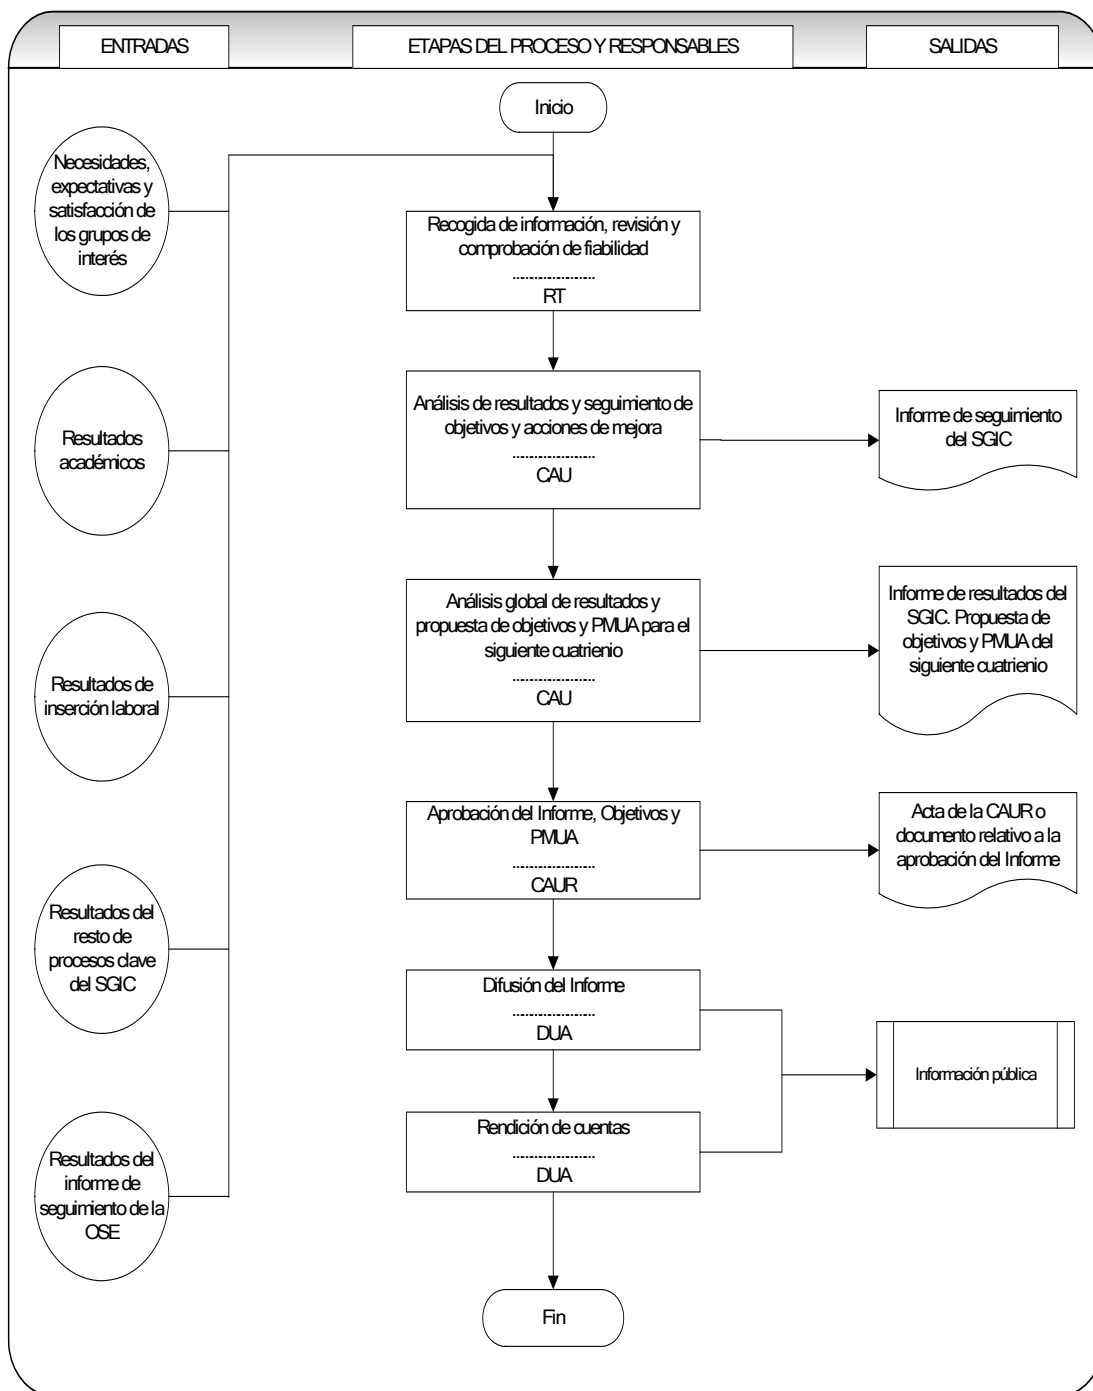 ENTRADAS
ETAPAS DEL PROCESO Y RESPONSABLES
SALIDAS
Inicio
Necesidades,
expectativas y
satisfacción de
los grupos de
interés
Recogida de información, revisión y
comprobación de fiabilidad
RT
Resultados
académicos
Análisis de resultados y seguimiento de
objetivos y acciones de mejora
CAU
Informe de seguimiento
del SGIC
Resultados de
inserción laboral
Análisis global de resultados y
propuesta de objetivos y PMUA para el
siguiente cuatrienio
CAU
Informe de resultados del
SGIC. Propuesta de
objetivos y PMUA del
siguiente cuatrienio
Aprobación del Informe, Objetivos y
PMUA
CAUR
Acta de la CAUR o
documento relativo a la
aprobación del Informe
Resultados del
resto de
procesos clave
del SGIC
Difusión del Informe
DUA
Información pública
Rendición de cuentas
DUA
Resultados del
informe de
seguimiento de la
OSE
Fin